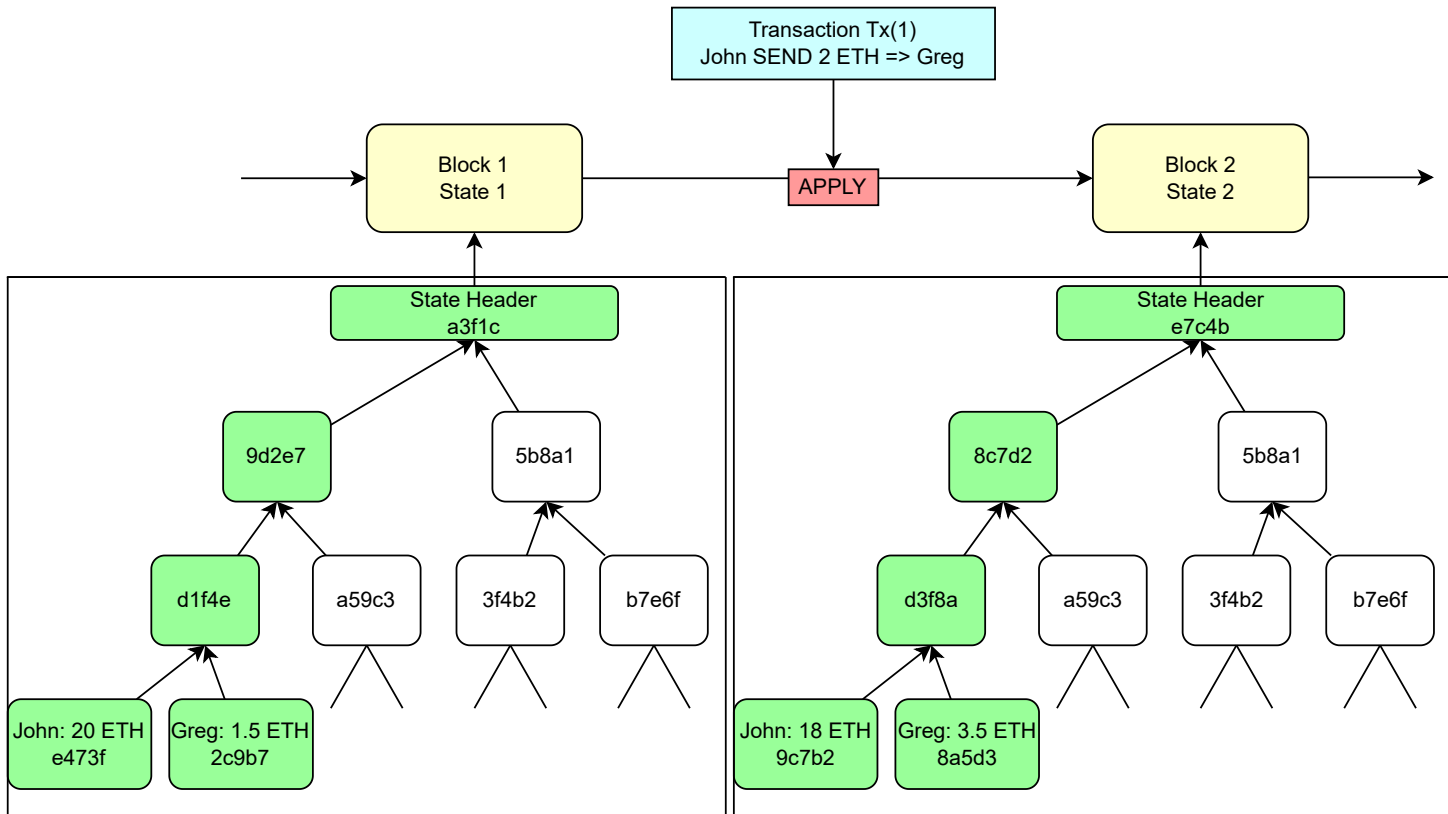 Transaction Tx(1)
John SEND 2 ETH => Greg
Block 1
State 1
APPLY
Block 2
State 2
State Header
a3f1c
9d2e7
5b8a1
d1f4e
a59c3
3f4b2
b7e6f
John: 20 ETH
e473f
Greg: 1.5 ETH
2c9b7
State Header
e7c4b
8c7d2
5b8a1
d3f8a
a59c3
3f4b2
b7e6f
John: 18 ETH
9c7b2
Greg: 3.5 ETH
8a5d3